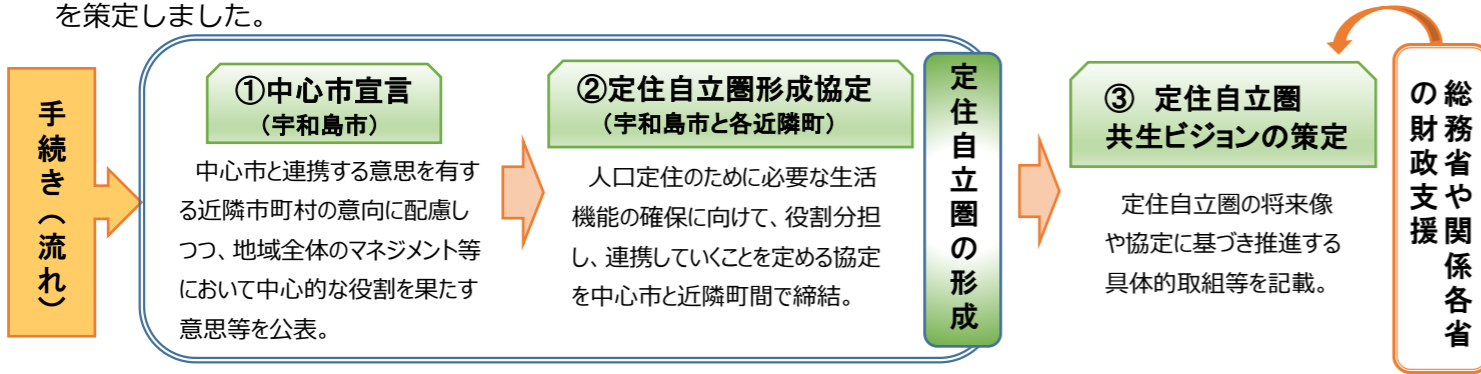 を策定しました。
手続き（流れ）
①中心市宣言
（宇和島市）
中心市と連携する意思を有す
る近隣市町村の意向に配慮し
つつ、地域全体のマネジメント等
において中心的な役割を果たす
意思等を公表。
②定住自立圏形成協定
（宇和島市と各近隣町）
人口定住のために必要な生活
機能の確保に向けて、役割分担
し、連携していくことを定める協定
を中心市と近隣町間で締結。
定住自立圏の形成
③ 定住自立圏
共生ビジョンの策定
定住自立圏の将来像
や協定に基づき推進する
具体的取組等を記載。
総務省や関係各省
の財政支援